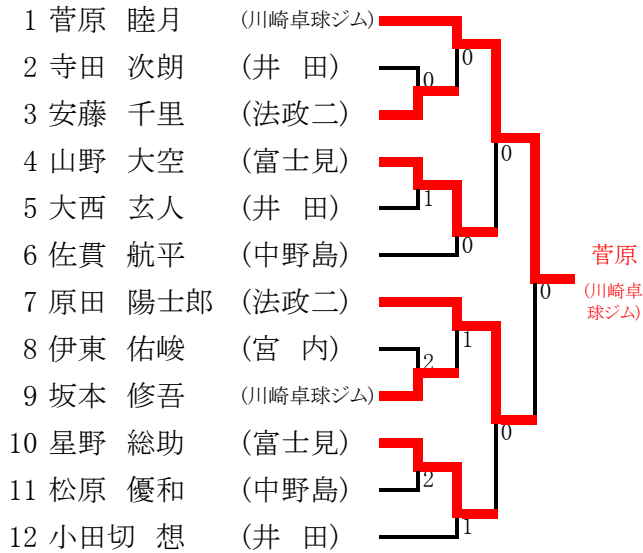 1 菅原 睦月 (川崎卓球ジム)
2 寺田 次朗 (井 田)
3 安藤 千里 (法政二)
4 山野 大空 (富士見)
5 大西 玄人 (井 田)
6 佐貫 航平 (中野島)
7 原田 陽士郎 (法政二)
8 伊東 佑峻 (宮 内)
9 坂本 修吾 (川崎卓球ジム)
10 星野 総助 (富士見)
11 松原 優和 (中野島)
12 小田切 想 (井 田)
0
0
1
0
0
2
1
2
1
0
0
菅原
(川崎卓
球ジム)